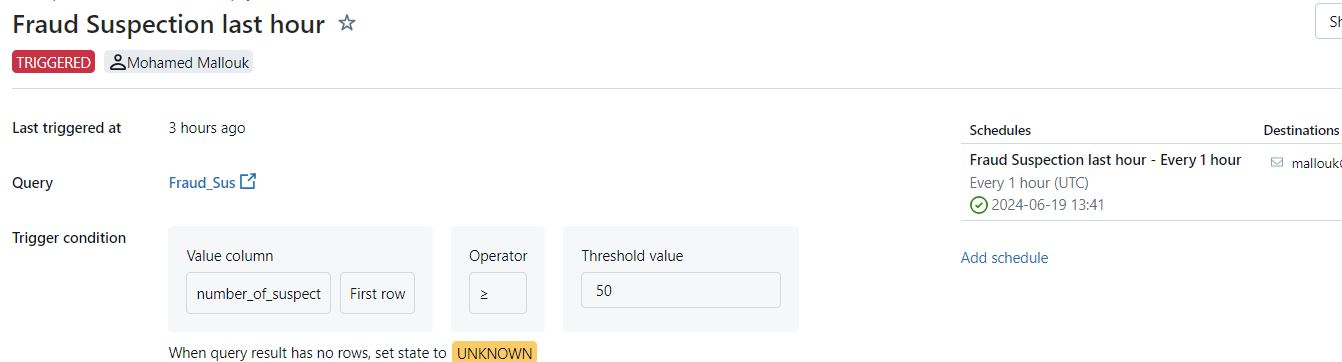 Fraud Suspection last hour
TRIGGERED Mohamed Mallouk
Last triggered at 3 hours ago
Query Fraud_Sus
Trigger condition
Value column Operator Threshold value
number_of_suspect First row ≥ 50
When query result has no rows, set state to UNKNOWN
Sh
Schedules Destinations
Fraud Suspection last hour - Every 1 hour mallouk
Every 1 hour (UTC)
2024-06-19 13:41
Add schedule